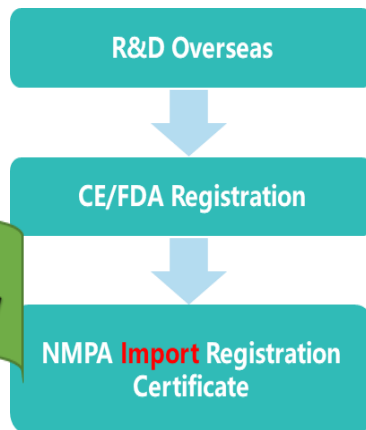 R&D Overseas
CE/FDA Registration
NMPA Import Registration
Certificate